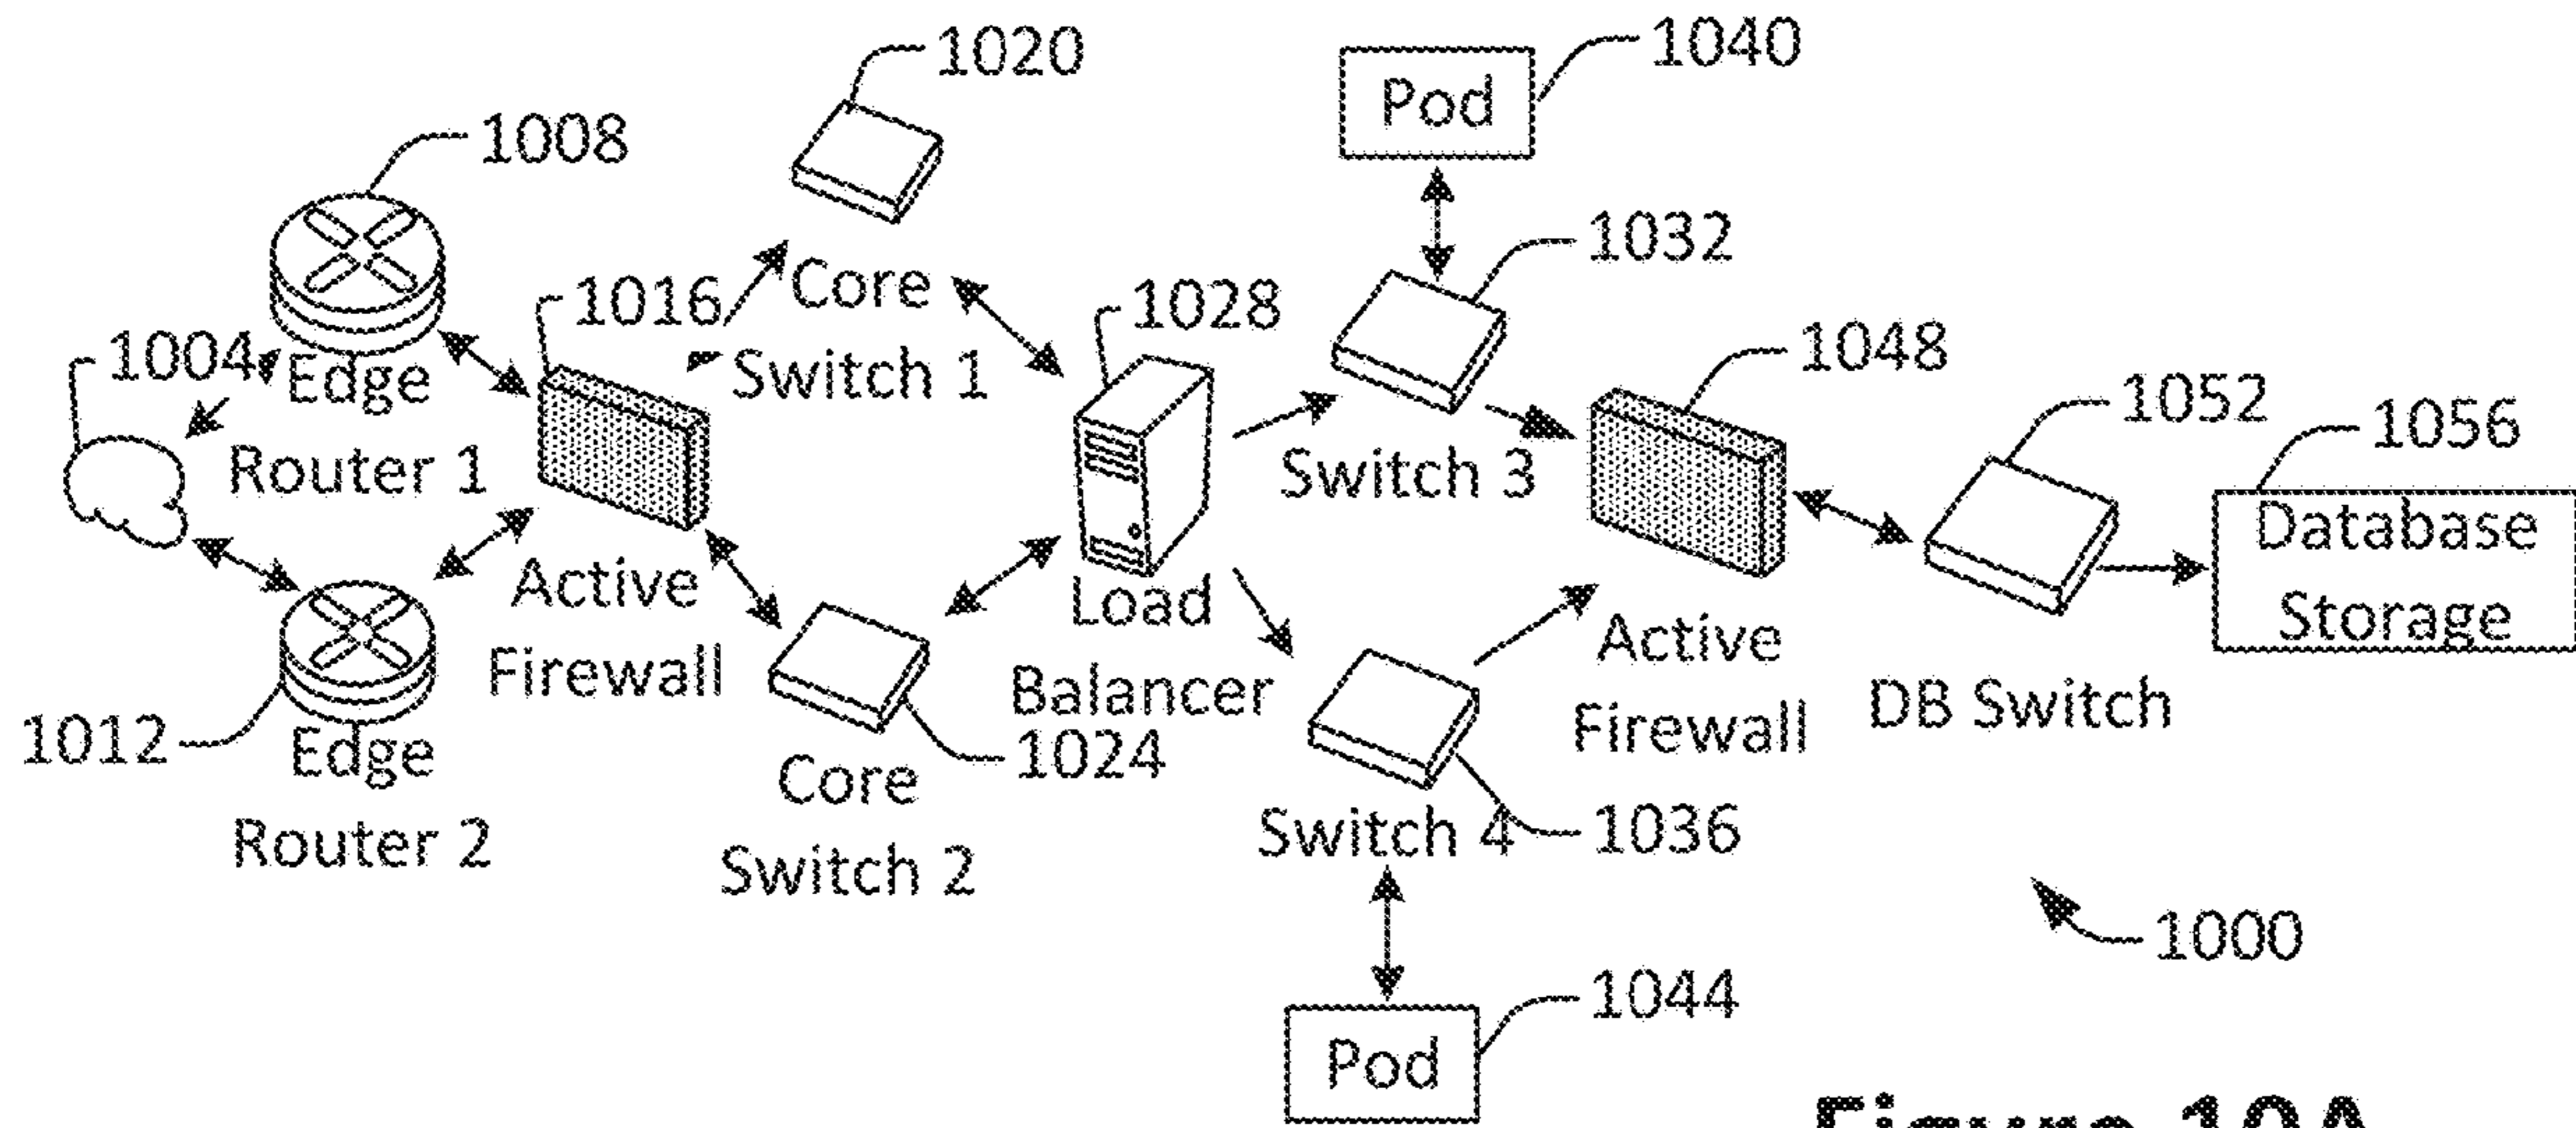 1020
1040
Pod
1008
1032
Core
Switch 1
1016
1028
1004
Edge
Router 1
1048
Switch 3
1052
1056
Database
Storage
Active
Firewall
Load
Balancer
Active
Firewall
DB Switch
1012
Edge
Router 2
1024
Core
Switch 2
Switch 4
1036
1000
1044
Pod
Figure 10A